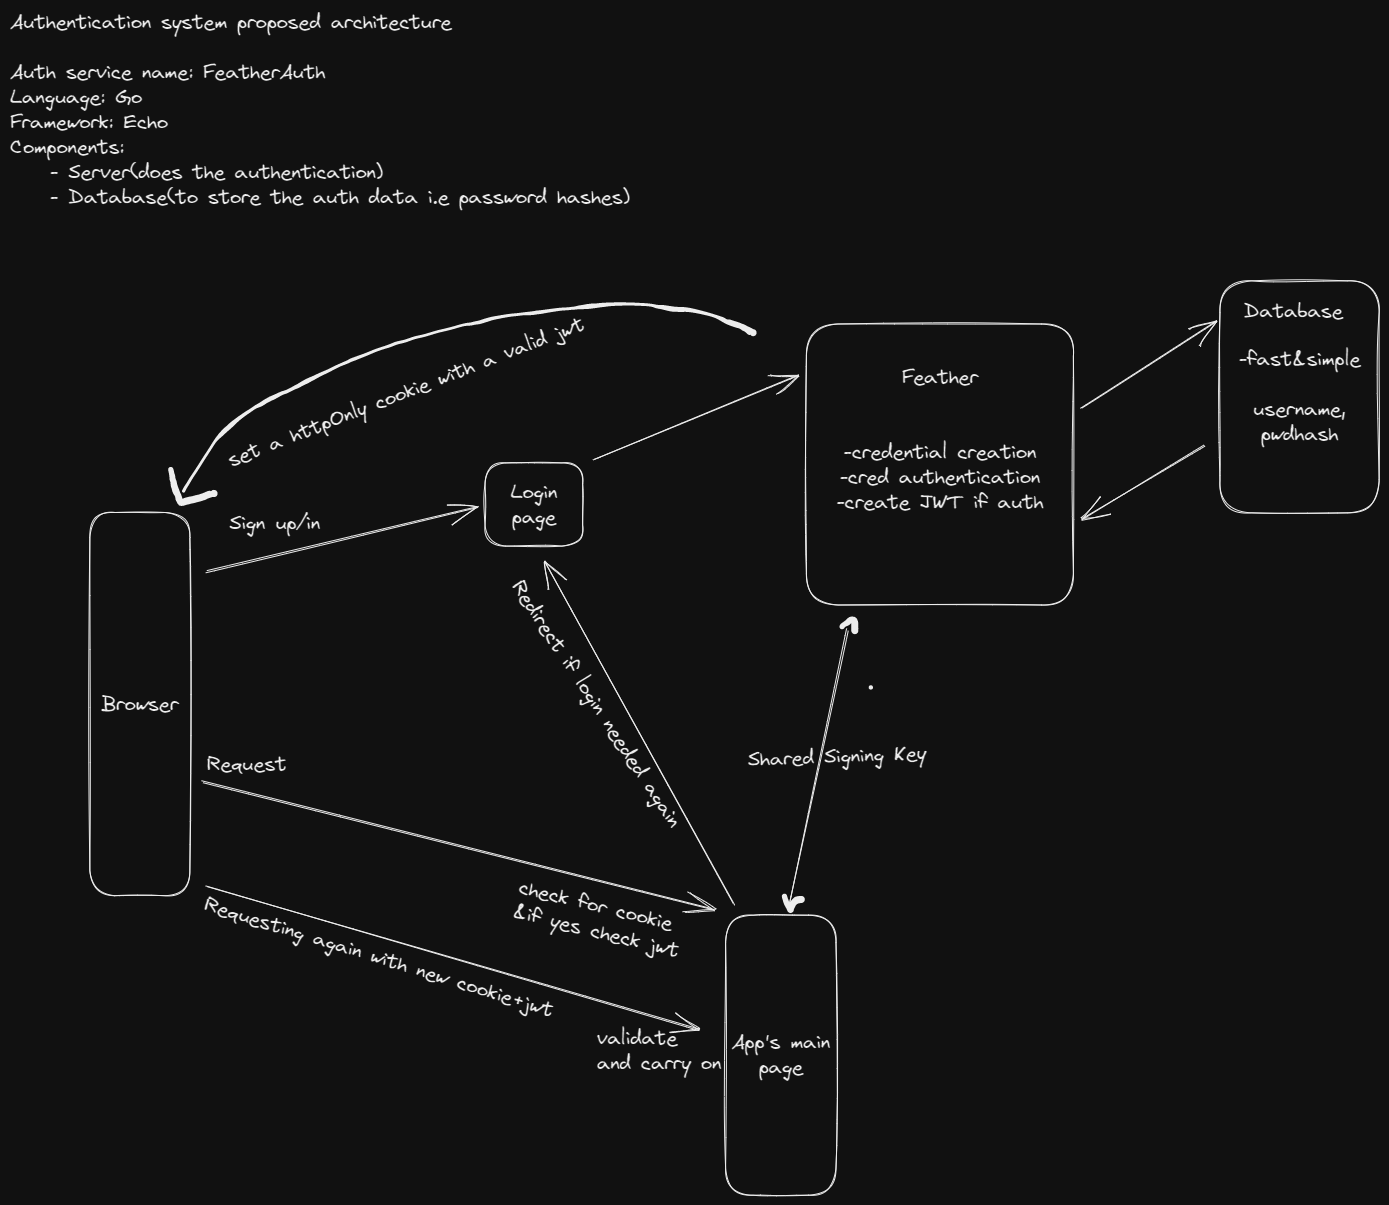 Authentication system proposed architecture
Auth service name: FeatherAuth
Language: Go
Framework: Echo
Components:
- Server(does the authentication)
- Database(to store the auth data i.e password hashes)
Database
-fast&simple
username,
pwdhash
set a httpOnly cookie with a valid jwt
Feather
-credential creation
-cred authentication
-create JWT if auth
Login
page
Sign up/in
Redirect if login needed again
Browser
Shared Signing Key
Request
check for cookie
&if yes check jwt
Requesting again with new cookie+jwt
validate
and carry on
App's main
page